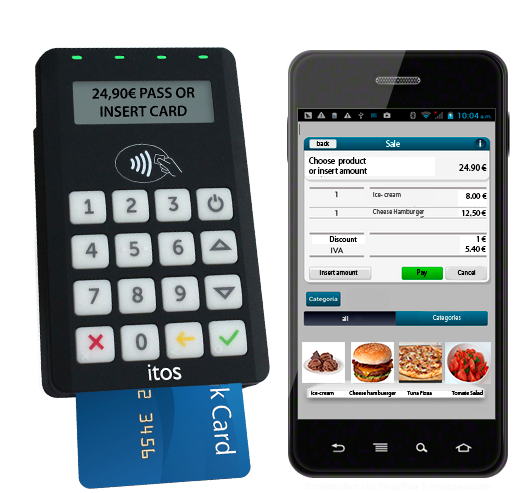 24,90€ PASS OR
INSERT CARD
1 2 3
4 5 6
7 8 9
0
itos
2 3456
k Card
10:04 a.m.
back Sale i
Choose product
or insert amount 24.90 €
1 Ice- cream 8.00 €
1 Cheese Hamburger 12.50 €
Discount 1 €
IVA 5.40 €
Insert amount Pay Cancel
Categoria
all Categories
Ice-cream Cheese hambuerger Tuna Pizza Tomate Salad